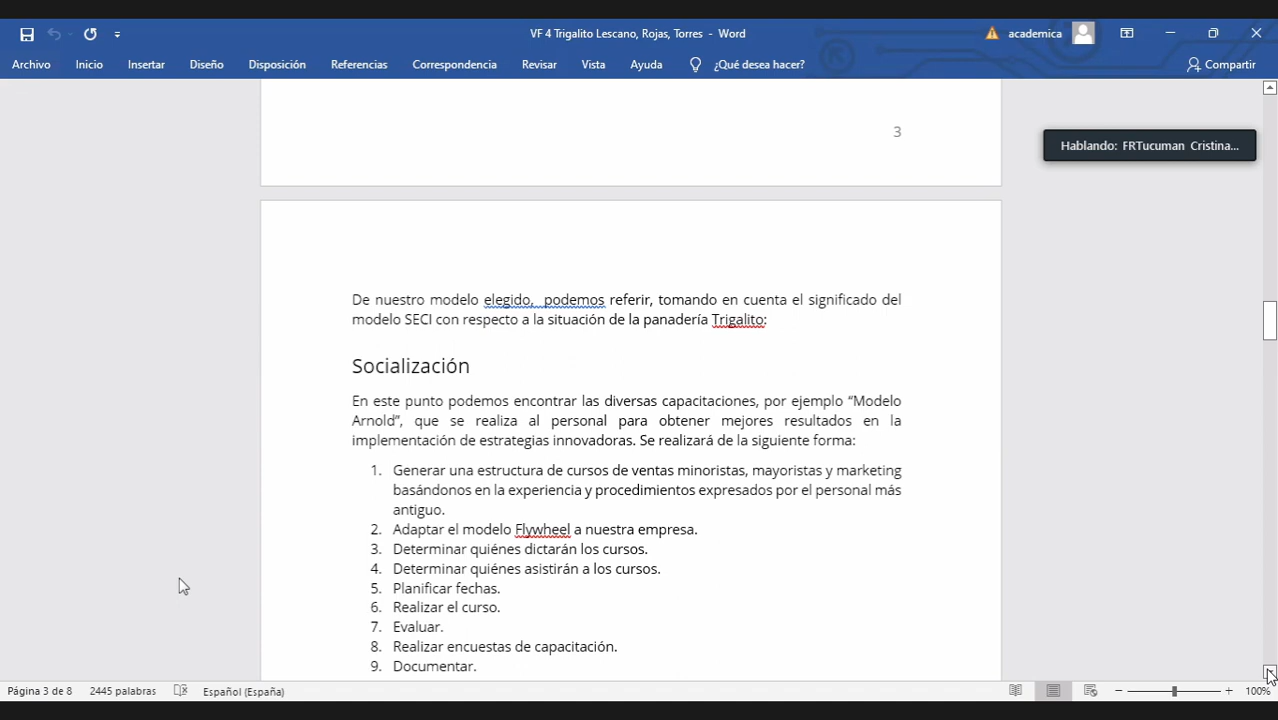 VF 4 Trigalito Lescano, Rojas, Torres - Word
academica
Archivo Inicio Insertar Diseño Disposición Referencias Correspondencia Revisar Vista Ayuda ¿Qué desea hacer? Compartir
3
Hablando: FRTucuman Cristina...
De nuestro modelo elegido, podemos referir, tomando en cuenta el significado del
modelo SECI con respecto a la situación de la panadería Trigalito:
Socialización
En este punto podemos encontrar las diversas capacitaciones, por ejemplo “Modelo
Arnold”, que se realiza al personal para obtener mejores resultados en la
implementación de estrategias innovadoras. Se realizará de la siguiente forma:
1. Generar una estructura de cursos de ventas minoristas, mayoristas y marketing
basándonos en la experiencia y procedimientos expresados por el personal más
antiguo.
2. Adaptar el modelo Flywheel a nuestra empresa.
3. Determinar quiénes dictarán los cursos.
4. Determinar quiénes asistirán a los cursos.
5. Planificar fechas.
6. Realizar el curso.
7. Evaluar.
8. Realizar encuestas de capacitación.
9. Documentar.
Página 3 de 8 2445 palabras Español (España) 100%